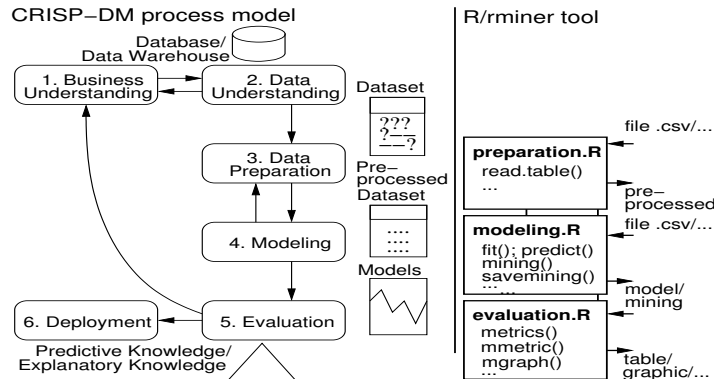 CRISP–DM process model
Database/
Data Warehouse
1. Business
Understanding
2. Data
Understanding
Dataset
???
?––
––?
3. Data
Preparation
Pre–
processed
Dataset
....
....
....
4. Modeling
Models
6. Deployment
5. Evaluation
Predictive Knowledge/
Explanatory Knowledge
R/rminer tool
file .csv/...
preparation.R
read.table()
...
pre–
processed
file .csv/...
modeling.R
fit(); predict()
mining()
savemining()
...
...
model/
mining
evaluation.R
metrics()
mmetric()
mgraph()
...
table/
graphic/...